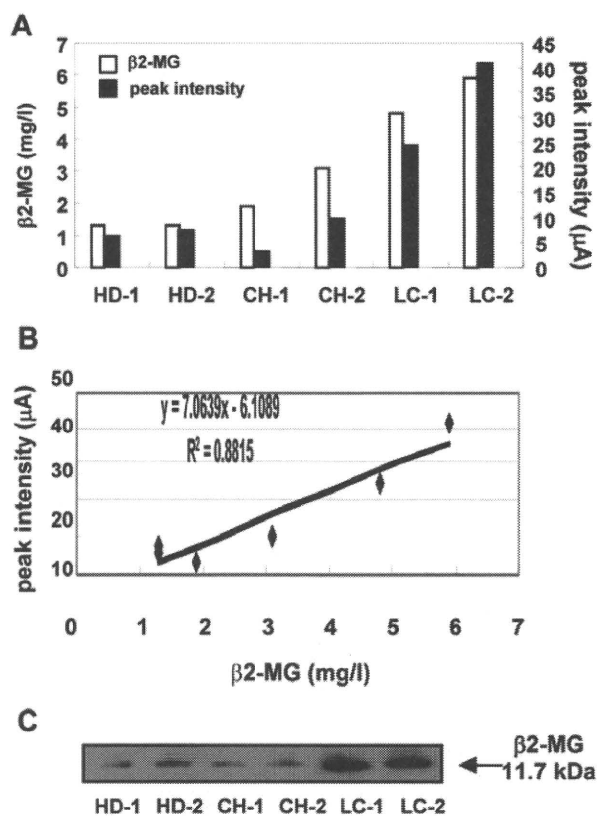 A
7
6
5
4
3
2
1
0
β2-MG (mg/l)
β2-MG
peak intensity
45
40
35
30
25
20
15
10
5
0
peak intensity (μA)
HD-1 HD-2 CH-1 CH-2 LC-1 LC-2
B
50
40
30
20
10
peak intensity (μA)
y = 7.0639x - 6.1089
R² = 0.8815
0 1 2 3 4 5 6 7
β2-MG (mg/l)
C
β2-MG
11.7 kDa
HD-1 HD-2 CH-1 CH-2 LC-1 LC-2